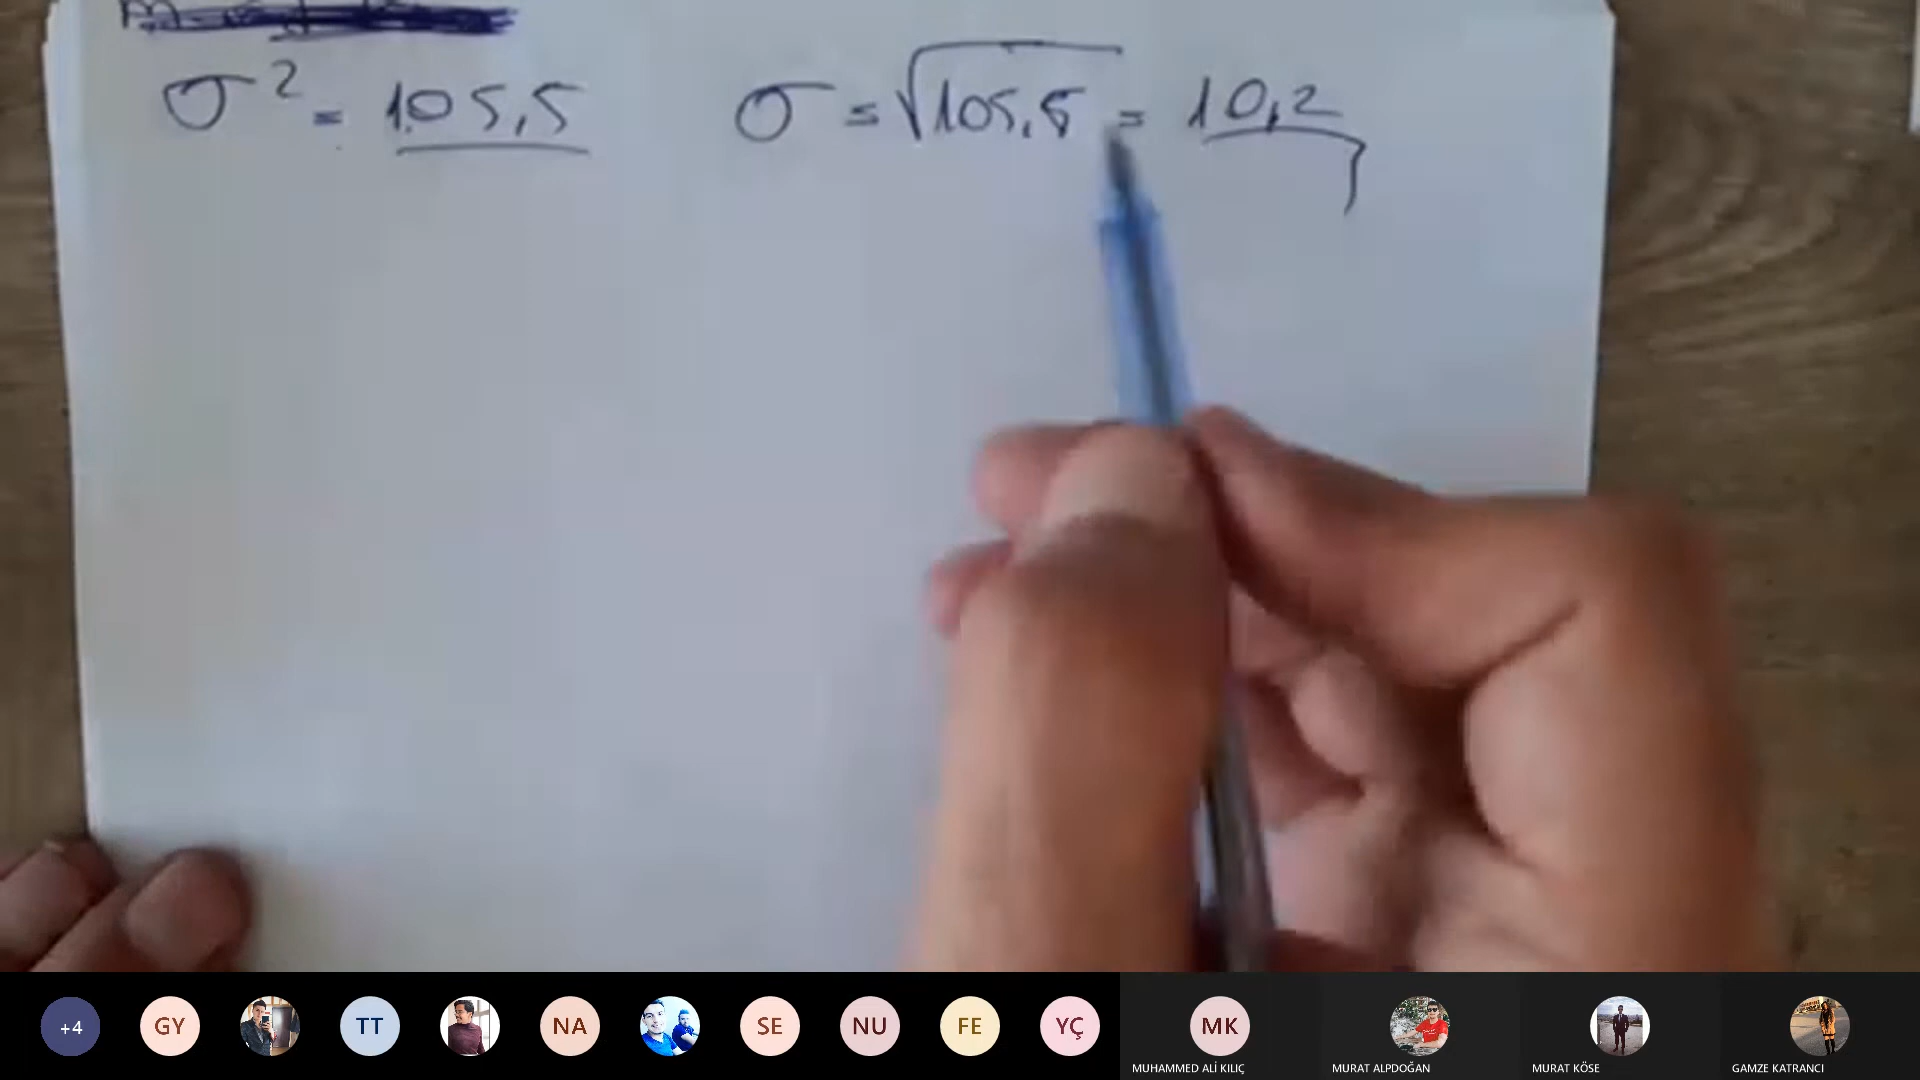 σ² = 105,5 σ = √105,5 = 10,2
+4 GY TT NA SE NU FE YÇ MK
MUHAMMED ALİ KILIÇ MURAT ALPDOĞAN MURAT KÖSE GAMZE KATRANCI